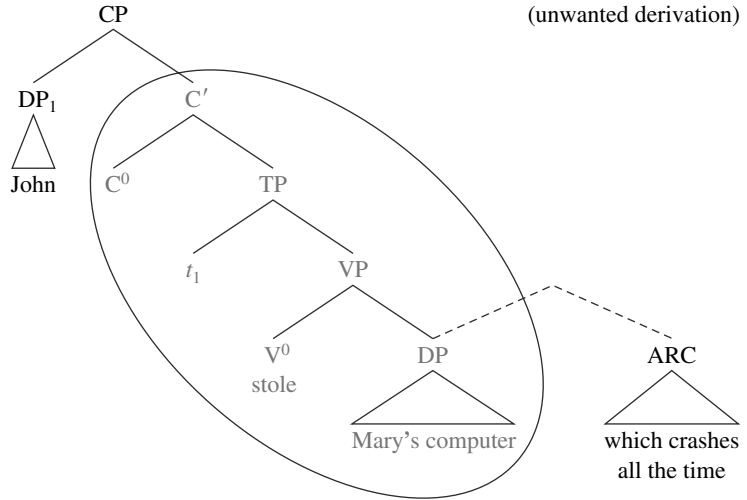 CP (unwanted derivation)
DP₁ C′
John C⁰ TP
t₁ VP
V⁰ DP ARC
stole
Mary's computer which crashes
all the time